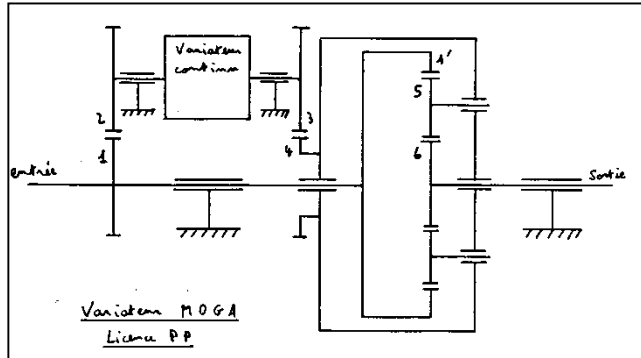 Variateur
continu
2
3
1'
5
1
4
6
entrée
Sortie
Variateur MOGA
Licence PP